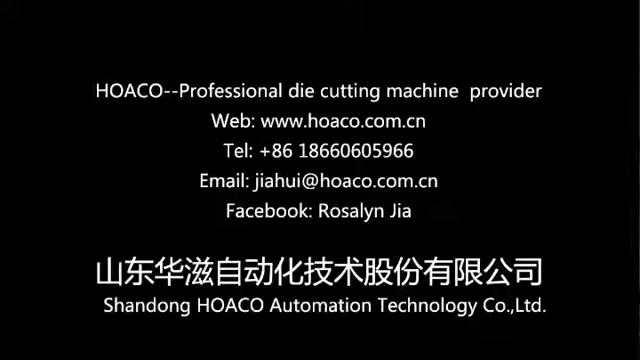 HOACO--Professional die cutting machine  provider
Web: www.hoaco.com.cn
Tel: +86 18660605966
Email: jiahui@hoaco.com.cn
Facebook: Rosalyn Jia
山东华滋自动化技术股份有限公司
Shandong HOACO Automation Technology Co.,Ltd.